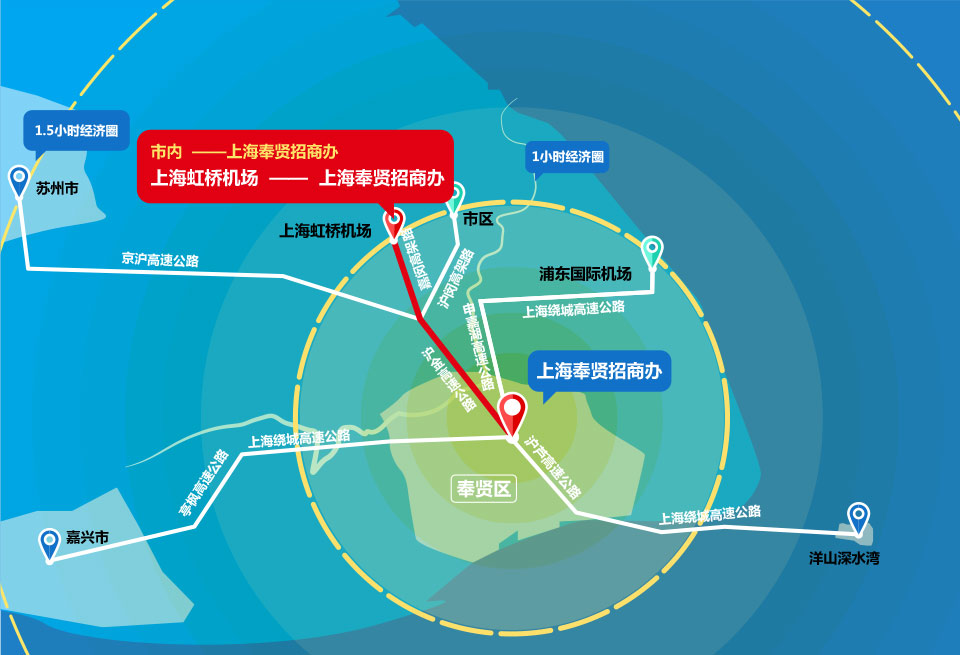 1.5小时经济圈
市内 ——上海奉贤招商办
上海虹桥机场 —— 上海奉贤招商办
1小时经济圈
苏州市
上海虹桥机场
市区
嘉闵高架路
沪闵高架路
京沪高速公路
浦东国际机场
上海绕城高速公路
申嘉湖高速公路
沪金高速公路
上海奉贤招商办
上海绕城高速公路
亭枫高速公路
沪芦高速公路
奉贤区
上海绕城高速公路
嘉兴市
洋山深水湾